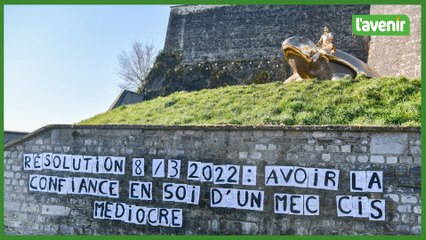 l'avenir
RÉSOLUTION 8/3 2022: AVOIR LA
CONFIANCE EN SOI D'UN MEC CIS
MÉDIOCRE